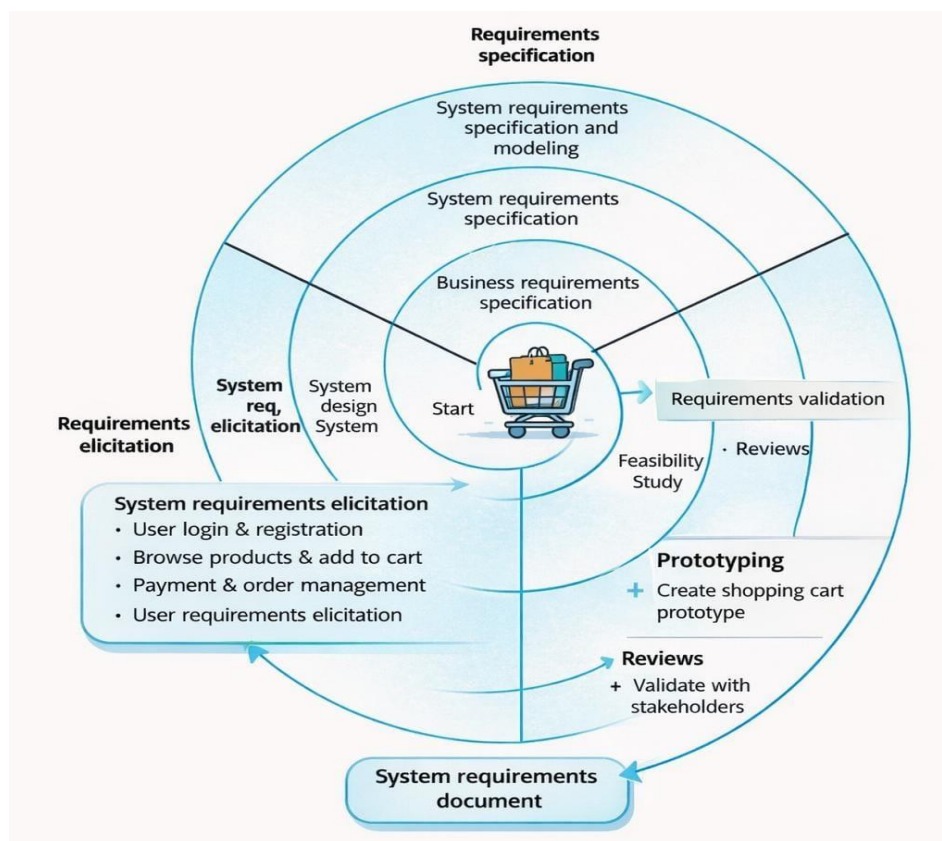 Requirements
specification
System requirements
specification and
modeling
System requirements
specification
Business requirements
specification
Start
System
req,
elicitation
System
design
System
Requirements
elicitation
Requirements validation
Feasibility
Study
· Reviews
System requirements elicitation
· User login & registration
· Browse products & add to cart
· Payment & order management
· User requirements elicitation
Prototyping
+ Create shopping cart
prototype
Reviews
+ Validate with
stakeholders
System requirements
document